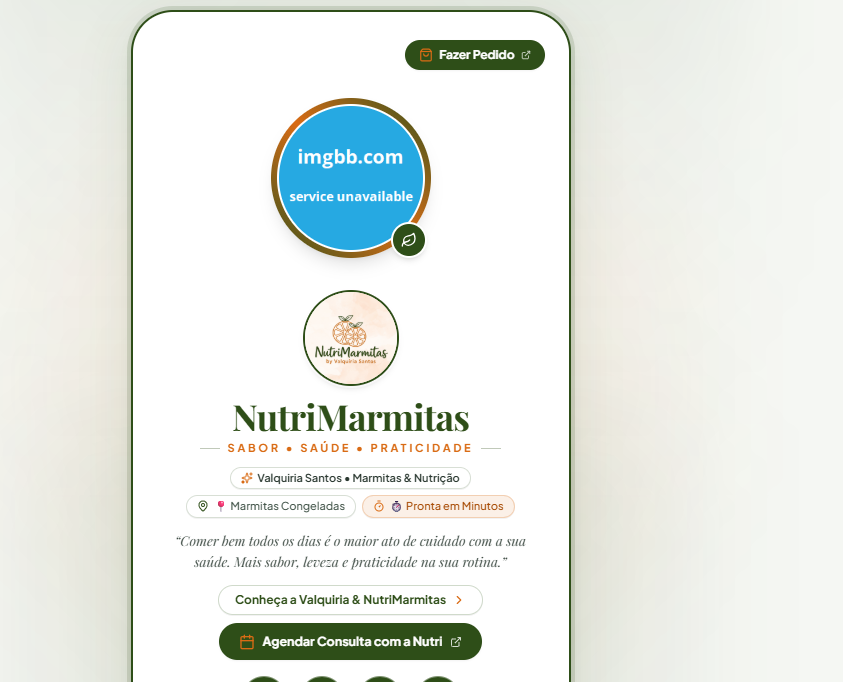 Fazer Pedido
imgbb.com
service unavailable
NutriMarmitas
by Valquiria Santos
NutriMarmitas
SABOR • SAÚDE • PRATICIDADE
Valquiria Santos • Marmitas & Nutrição
Marmitas Congeladas
Pronta em Minutos
“Comer bem todos os dias é o maior ato de cuidado com a sua
saúde. Mais sabor, leveza e praticidade na sua rotina.”
Conheça a Valquiria & NutriMarmitas
Agendar Consulta com a Nutri